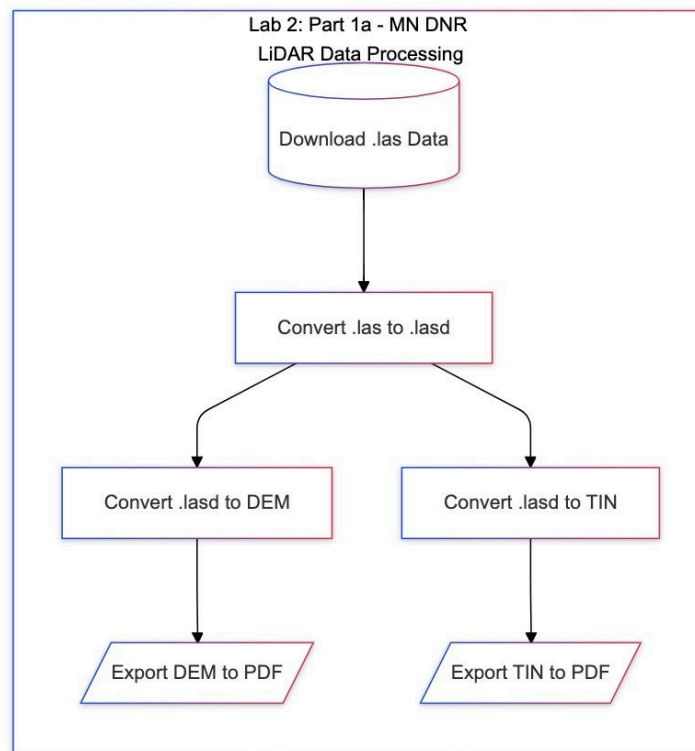 Lab 2: Part 1a - MN DNR
LiDAR Data Processing
Download .las Data
Convert .las to .lasd
Convert .lasd to DEM
Convert .lasd to TIN
Export DEM to PDF
Export TIN to PDF